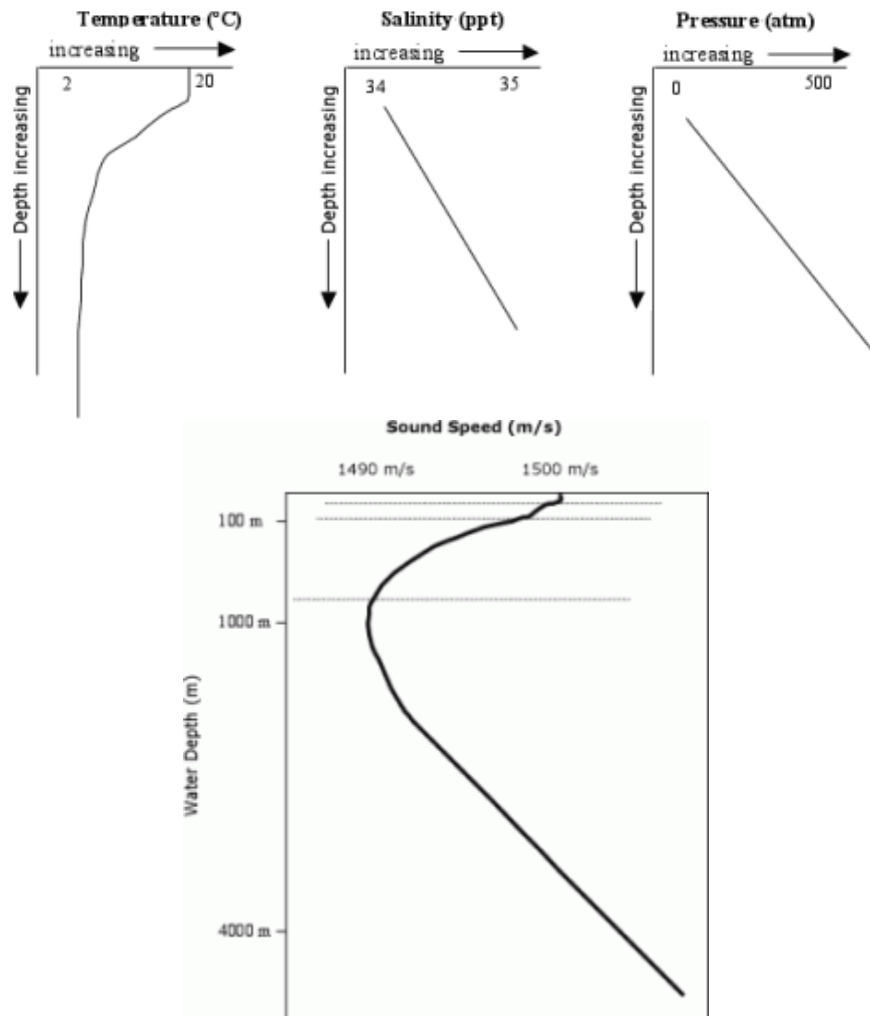 Temperature (°C)
increasing
2
20
Depth increasing
Salinity (ppt)
increasing
34
35
Depth increasing
Pressure (atm)
increasing
0
500
Depth increasing
Sound Speed (m/s)
1490 m/s
1500 m/s
100 m
1000 m
Water Depth (m)
4000 m